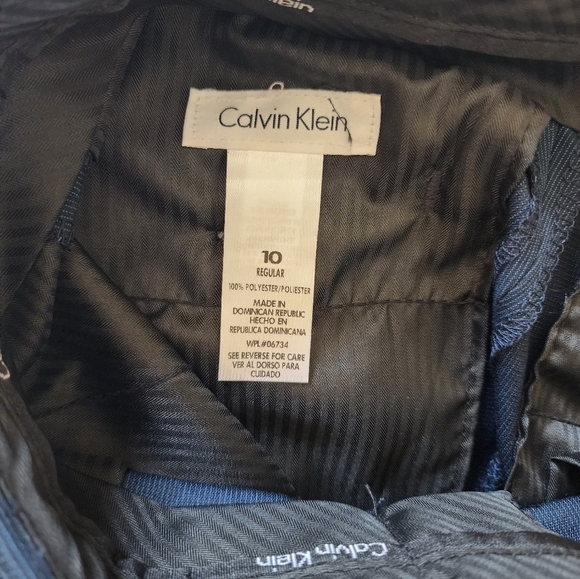 Klein
Calvin Klein
10
REGULAR
100% POLYESTER/POLIESTER
MADE IN
DOMINICAN REPUBLIC
HECHO EN
REPUBLICA DOMINICANA
WPL#06734
SEE REVERSE FOR CARE
VER AL DORSO PARA
CUIDADO
Calvin Klein